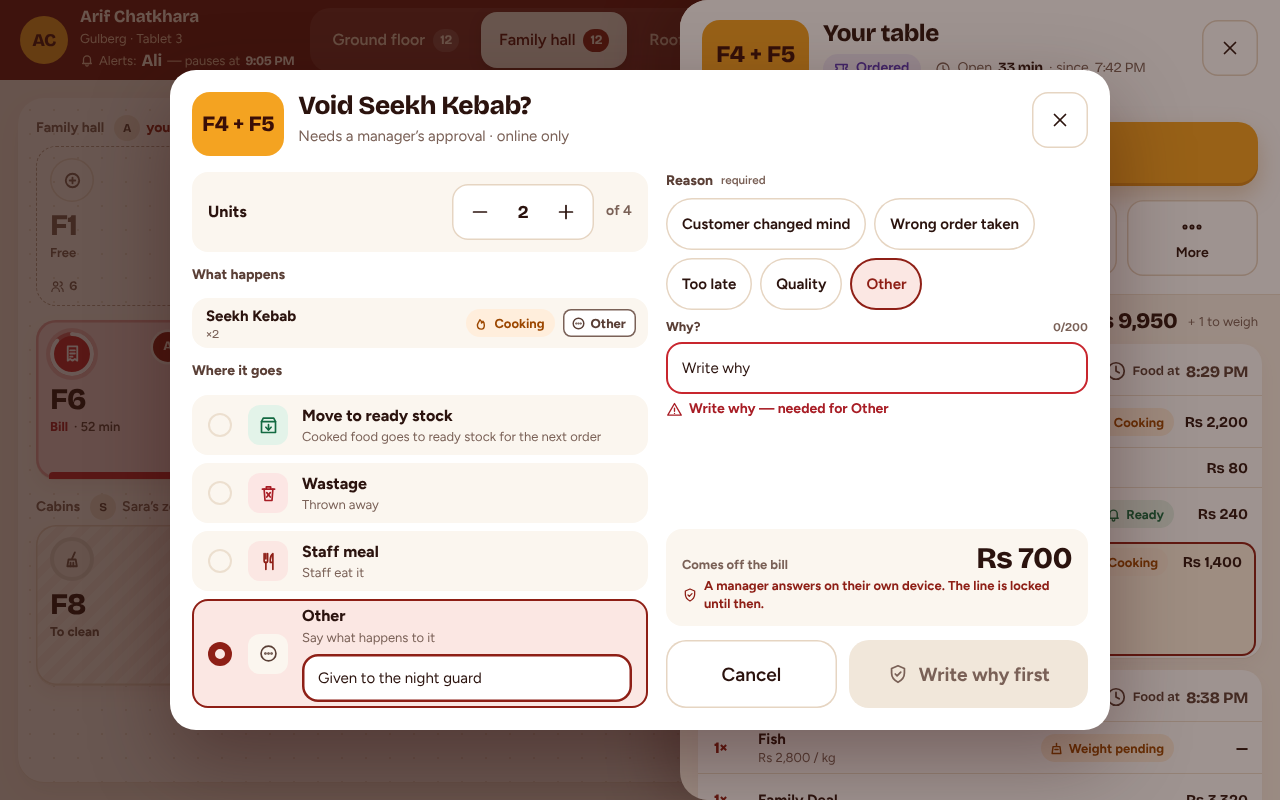 Arif Chatkhara
AC
Gulberg · Tablet 3
Alerts: Ali — pauses at 9:05 PM
Ground floor 12
Family hall 12
F4 + F5
Your table
Ordered
Open 33 min · since 7:42 PM
F4 + F5
Void Seekh Kebab?
Needs a manager's approval · online only
Family hall A
F1
Free
6
F6
Bill · 52 min
Cabins S Sara's
F8
To clean
Units
2
of 4
What happens
Seekh Kebab
×2
Cooking
Other
Where it goes
Move to ready stock
Cooked food goes to ready stock for the next order
Wastage
Thrown away
Staff meal
Staff eat it
Other
Say what happens to it
Given to the night guard
Reason required
Customer changed mind
Wrong order taken
Too late
Quality
Other
Why?
0/200
Write why
Write why — needed for Other
Comes off the bill
Rs 700
A manager answers on their own device. The line is locked
until then.
Cancel
Write why first
More
9,950 + 1 to weigh
Food at 8:29 PM
Cooking Rs 2,200
Rs 80
Ready Rs 240
Cooking Rs 1,400
Food at 8:38 PM
1× Fish
Rs 2,800 / kg
Weight pending
—
1× Family Deal
Rs 3,320